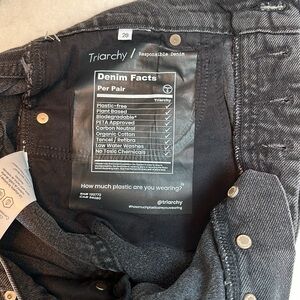 28
Triarchy / Responsible Denim
Denim Facts
Per Pair
Triarchy
Plastic-free
Plant Based
Biodegradable*
PETA Approved
Carbon Neutral
Organic Cotton
Tencel / Refibra
Low Water Washes
No Toxic Chemicals
How much plastic are you wearing?
@triarchy